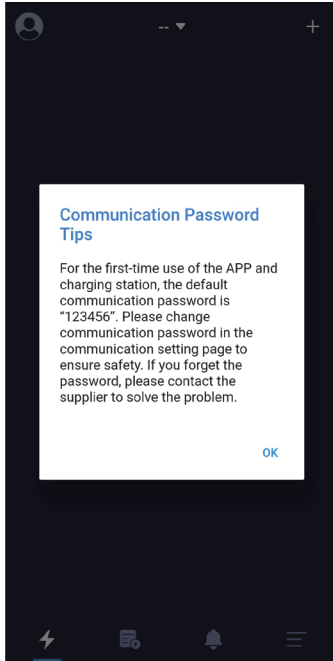 -- ▼
Communication Password
Tips
For the first-time use of the APP and
charging station, the default
communication password is
“123456”. Please change
communication password in the
communication setting page to
ensure safety. If you forget the
password, please contact the
supplier to solve the problem.
OK